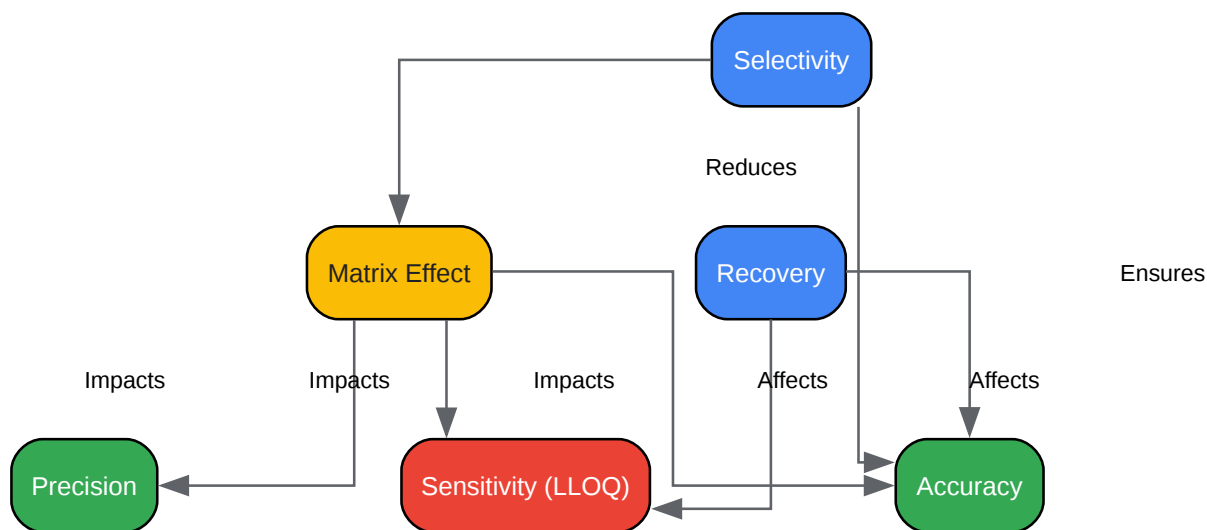 Selectivity
Reduces
Matrix Effect
Recovery
Ensures
Impacts
Impacts
Impacts
Affects
Affects
Precision
Sensitivity (LLOQ)
Accuracy